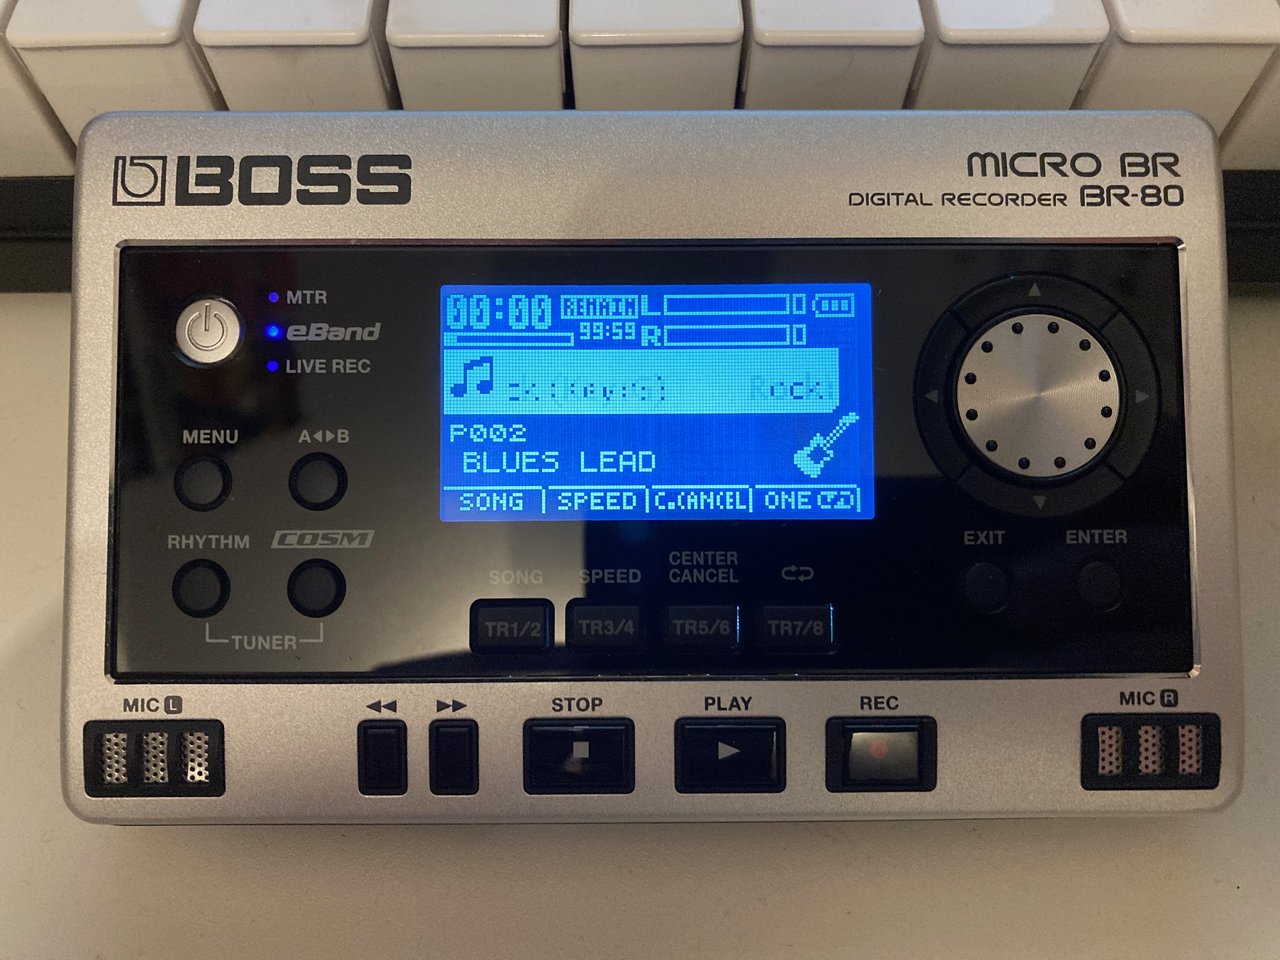 BOSS
MICRO BR
DIGITAL RECORDER BR-80
MTR
eBand
LIVE REC
MENU
A◄►B
RHYTHM
COSM
TUNER
00:00 REMAIN L
99:59 R
Rock
P002
BLUES LEAD
SONG SPEED C.CANCEL ONE
EXIT
ENTER
SONG
SPEED
CENTER
CANCEL
TR1/2
TR3/4
TR5/6
TR7/8
MIC L
◄◄
►►
STOP
PLAY
REC
MIC R